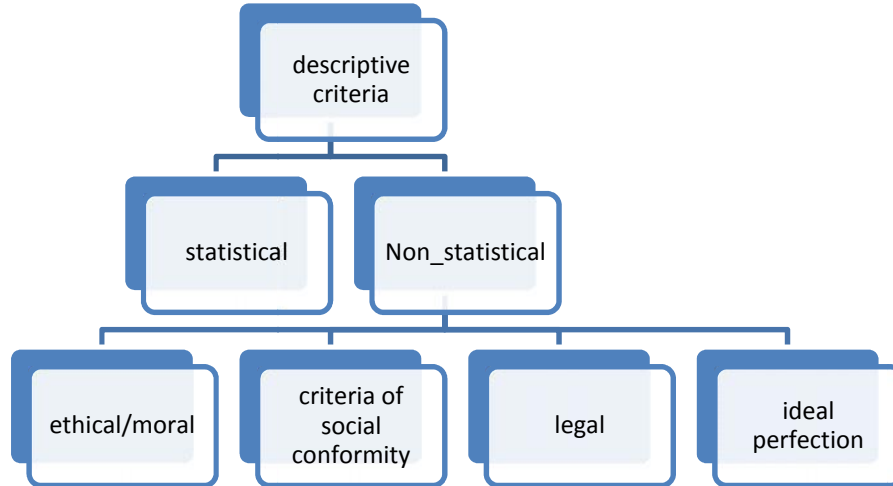 descriptive
criteria
statistical
Non_statistical
ethical/moral
criteria of
social
conformity
legal
ideal
perfection